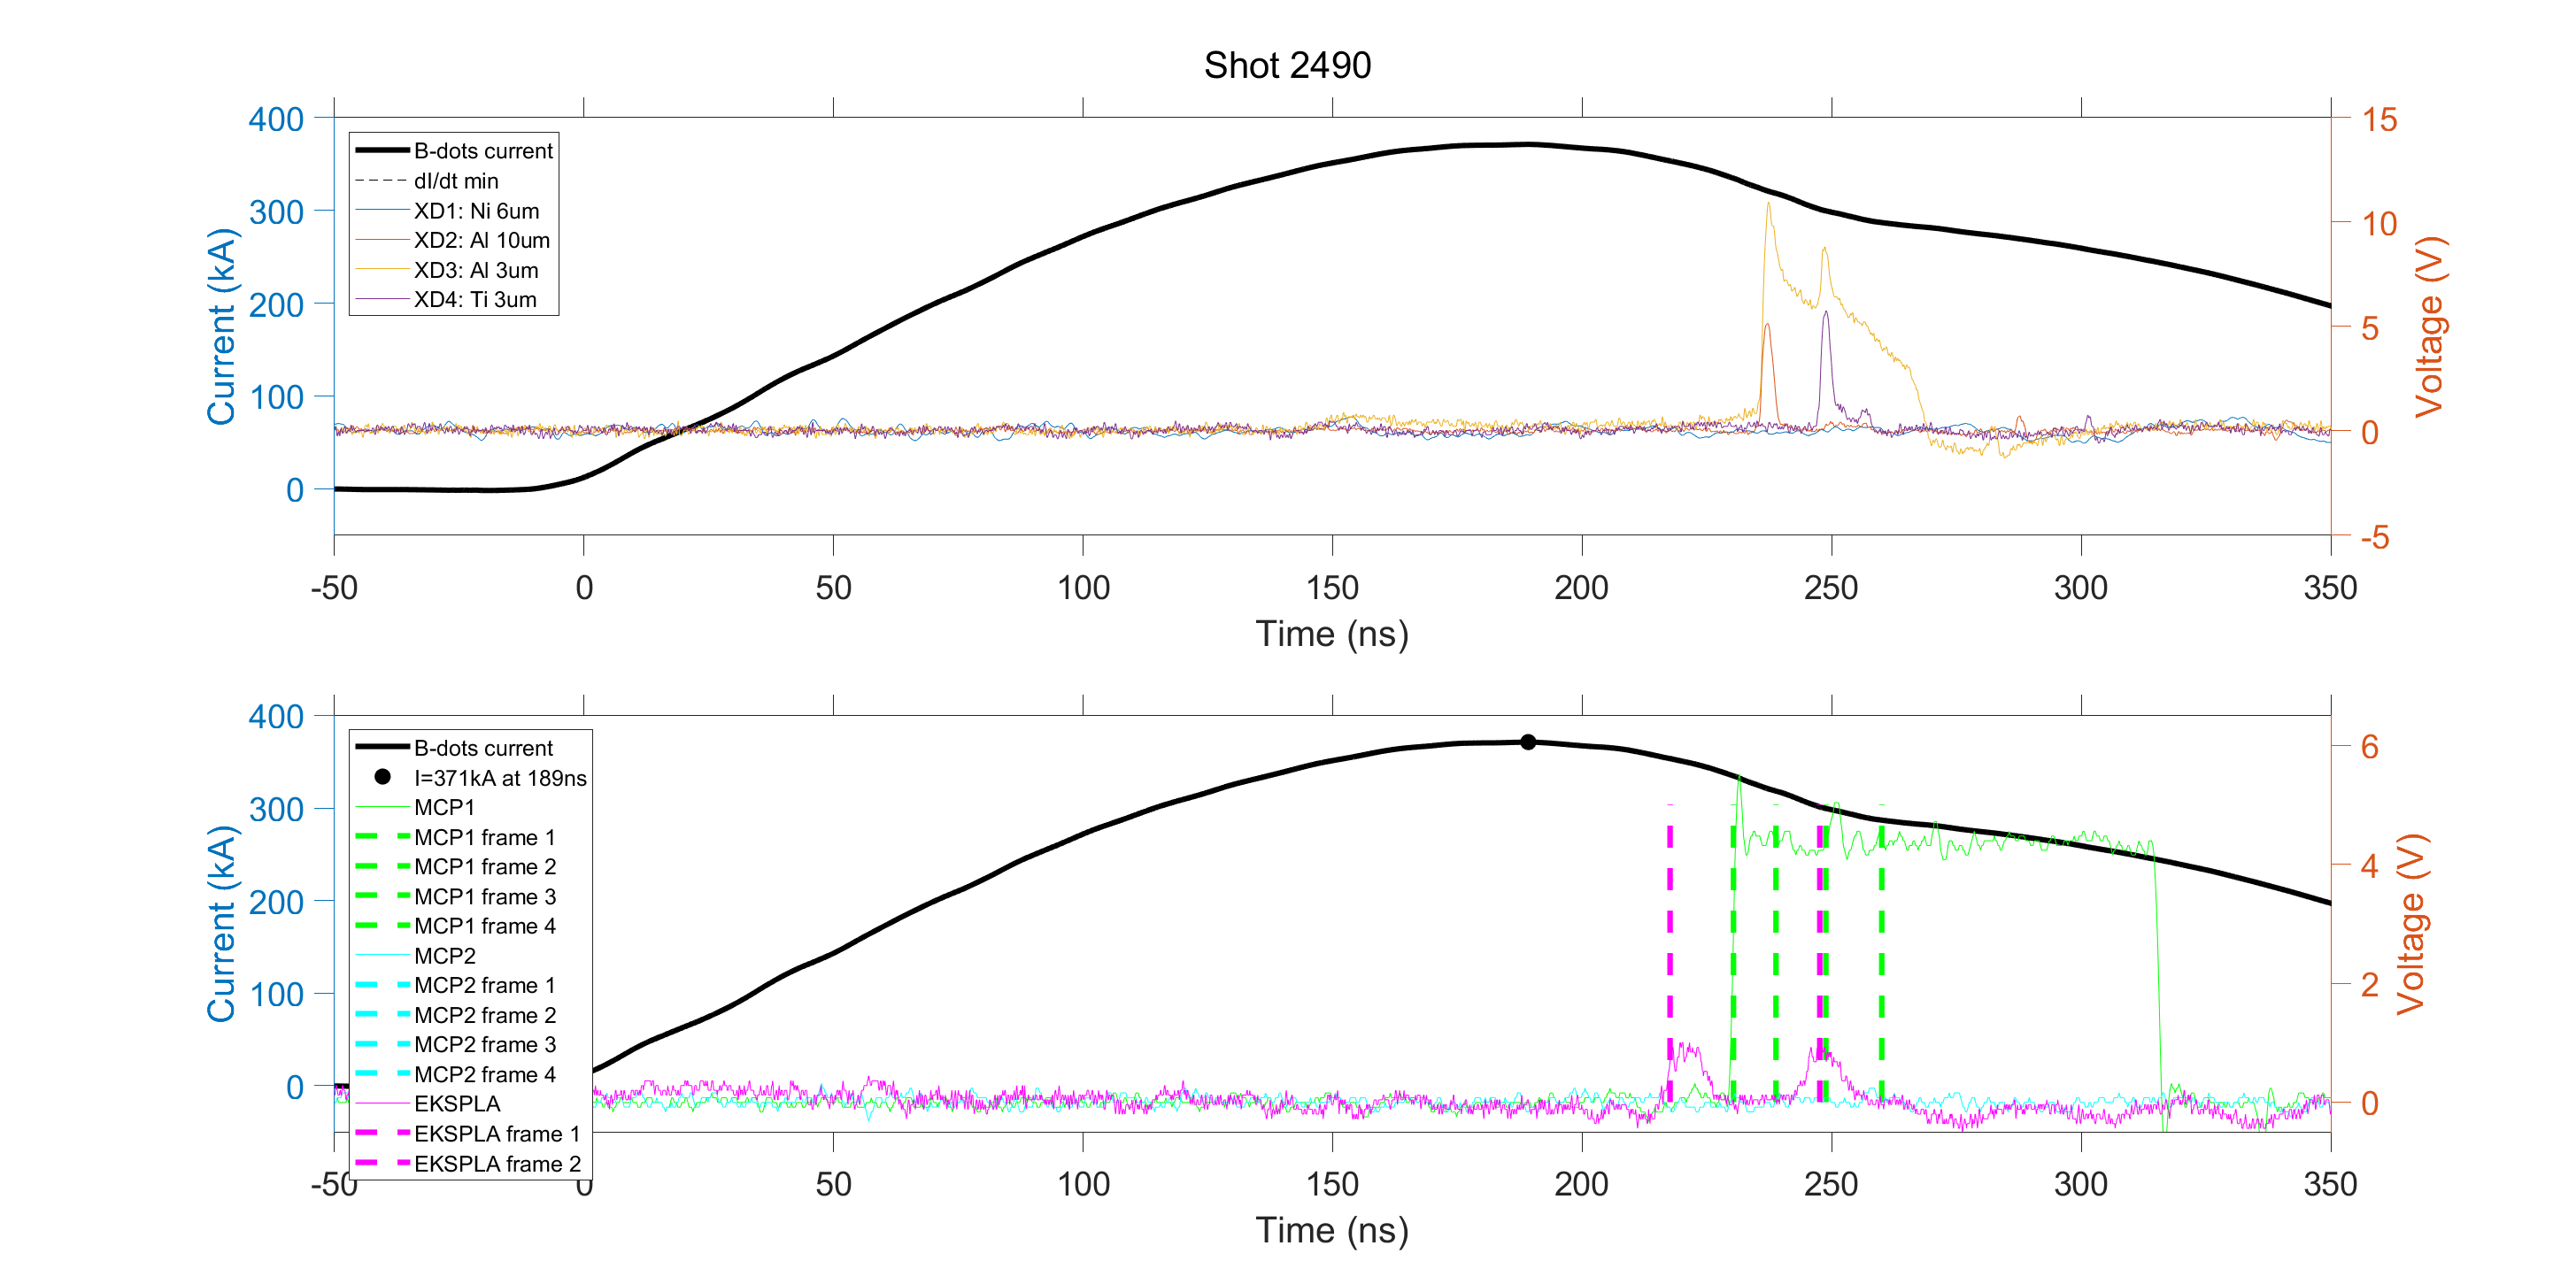 Shot 2490
400
300
200
100
0
Current (kA)
B-dots current
dI/dt min
XD1: Ni 6um
XD2: Al 10um
XD3: Al 3um
XD4: Ti 3um
15
10
5
0
-5
Voltage (V)
-50 0 50 100 150 200 250 300 350
Time (ns)
400
300
200
100
0
Current (kA)
B-dots current
I=371kA at 189ns
MCP1
MCP1 frame 1
MCP1 frame 2
MCP1 frame 3
MCP1 frame 4
MCP2
MCP2 frame 1
MCP2 frame 2
MCP2 frame 3
MCP2 frame 4
EKSPLA
EKSPLA frame 1
EKSPLA frame 2
6
4
2
0
Voltage (V)
-50 0 50 100 150 200 250 300 350
Time (ns)